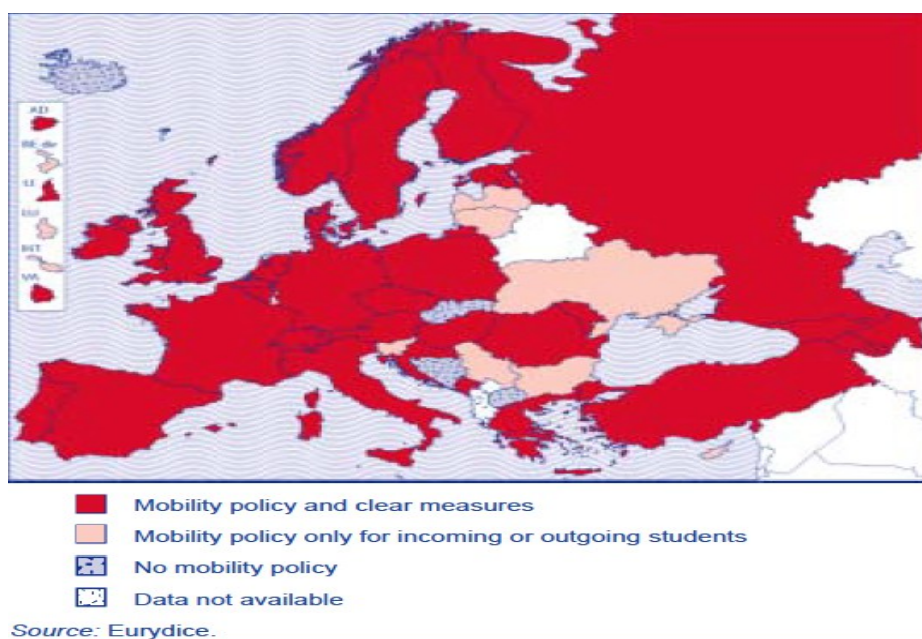 AD
BE de
LI
LU
MT
VA
Mobility policy and clear measures
Mobility policy only for incoming or outgoing students
No mobility policy
Data not available
Source: Eurydice.